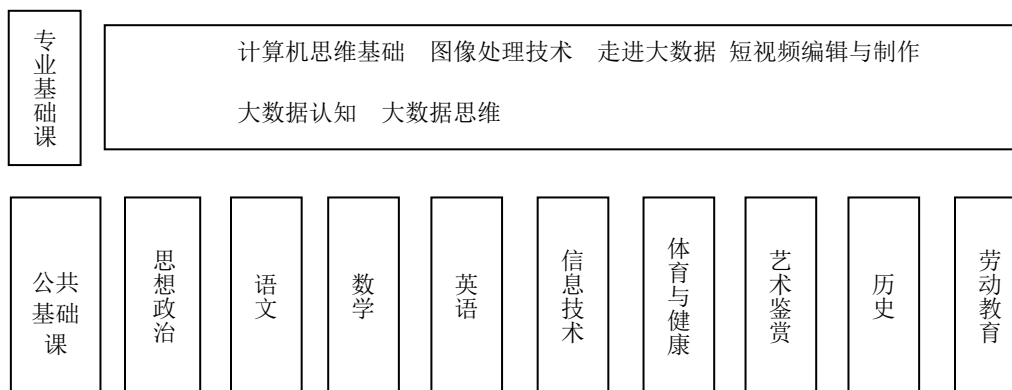 专业基础课
计算机思维基础 图像处理技术 走进大数据 短视频编辑与制作
大数据认知 大数据思维
公共
基础
课
思想政治
语文
数学
英语
信息技术
体育与健康
艺术鉴赏
历史
劳动教育